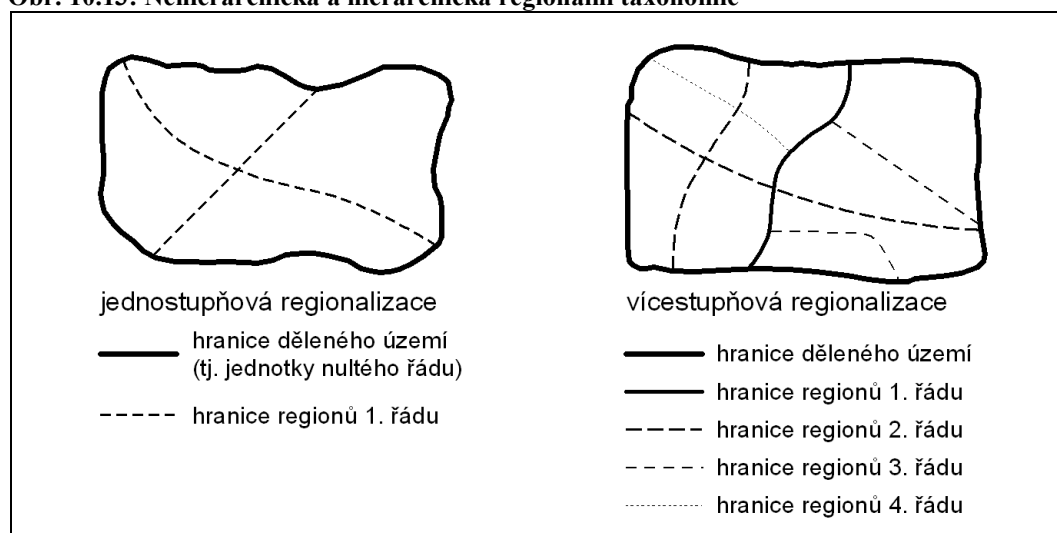 Obr. 10.13: Nehierarchická a hierarchická regionální taxonomie
jednostupňová regionalizace
hranice děleného území
(tj. jednotky nultého řádu)
hranice regionů 1. řádu
vícestupňová regionalizace
hranice děleného území
hranice regionů 1. řádu
hranice regionů 2. řádu
hranice regionů 3. řádu
hranice regionů 4. řádu